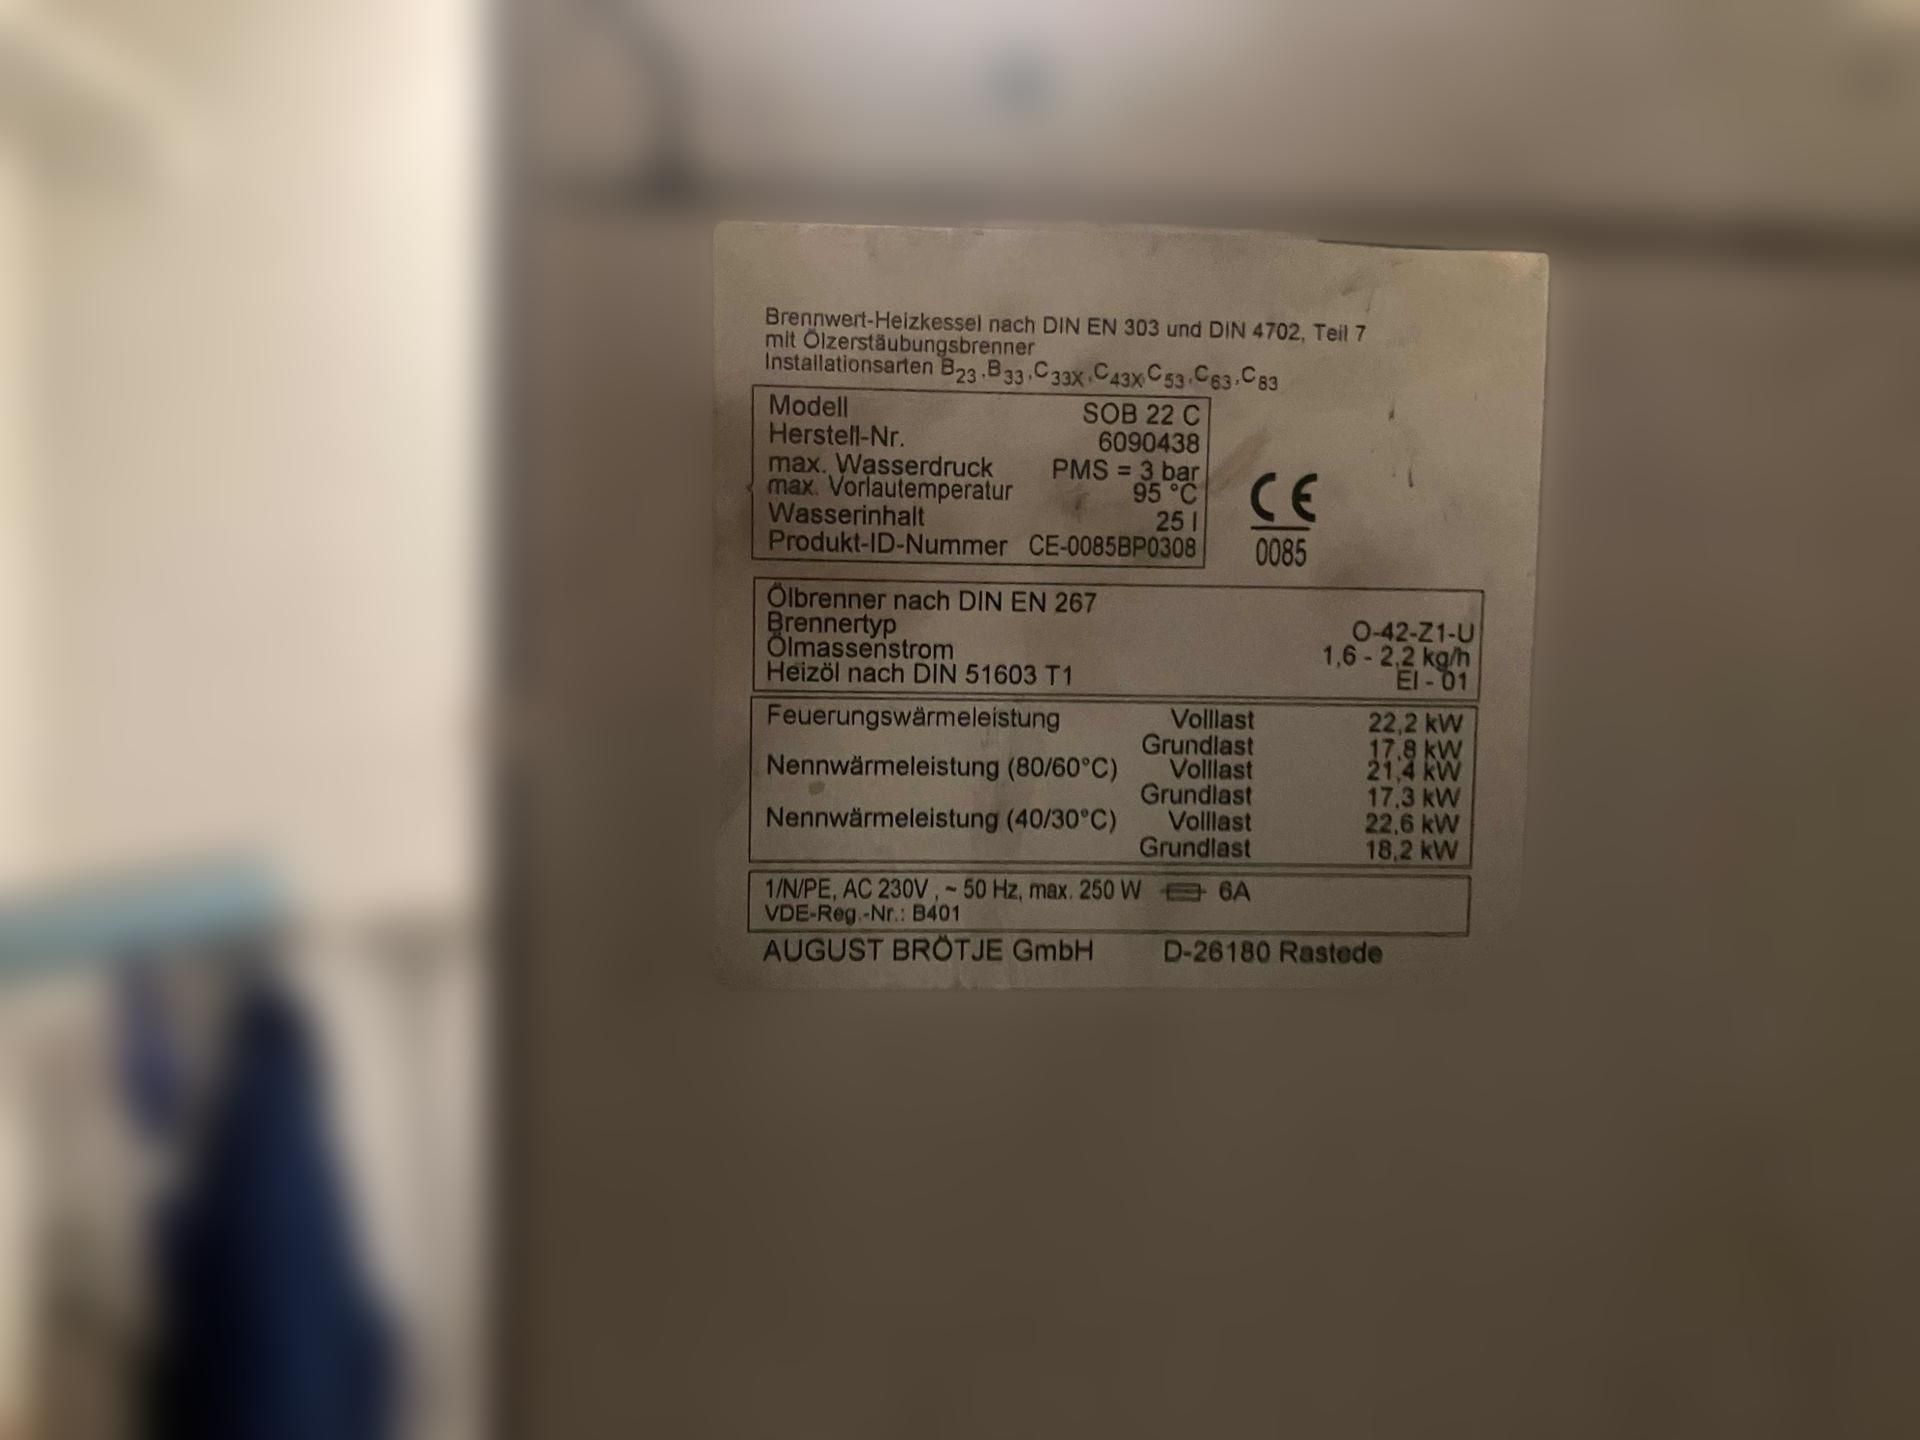 Brennwert-Heizkessel nach DIN EN 303 und DIN 4702, Teil 7
mit Ölzerstäubungsbrenner
Installationsarten B23,B33,C33X,C43X,C53,C63,C83
Modell SOB 22 C
Herstell-Nr. 6090438
max. Wasserdruck PMS = 3 bar
max. Vorlautemperatur 95 °C
Wasserinhalt 25 l
Produkt-ID-Nummer CE-0085BP0308
CE
0085
Ölbrenner nach DIN EN 267
Brennertyp O-42-Z1-U
Ölmassenstrom 1,6 - 2,2 kg/h
Heizöl nach DIN 51603 T1 El - 01
Feuerungswärmeleistung Volllast 22,2 kW
Grundlast 17,8 kW
Nennwärmeleistung (80/60°C) Volllast 21,4 kW
Grundlast 17,3 kW
Nennwärmeleistung (40/30°C) Volllast 22,6 kW
Grundlast 18,2 kW
1/N/PE, AC 230V , ~ 50 Hz, max. 250 W 6A
VDE-Reg.-Nr.: B401
AUGUST BRÖTJE GmbH D-26180 Rastede